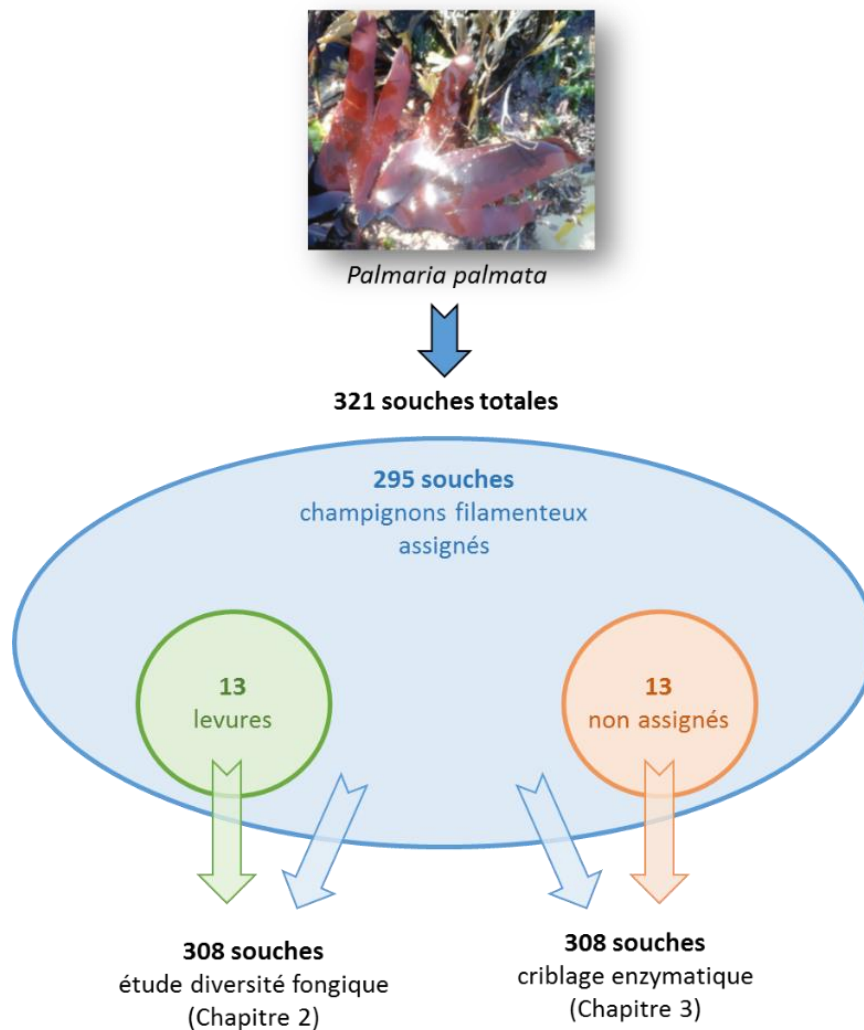 Palmaria palmata
321 souches totales
295 souches
champignons filamenteux
assignés
13
levures
13
non assignés
308 souches
étude diversité fongique
(Chapitre 2)
308 souches
criblage enzymatique
(Chapitre 3)